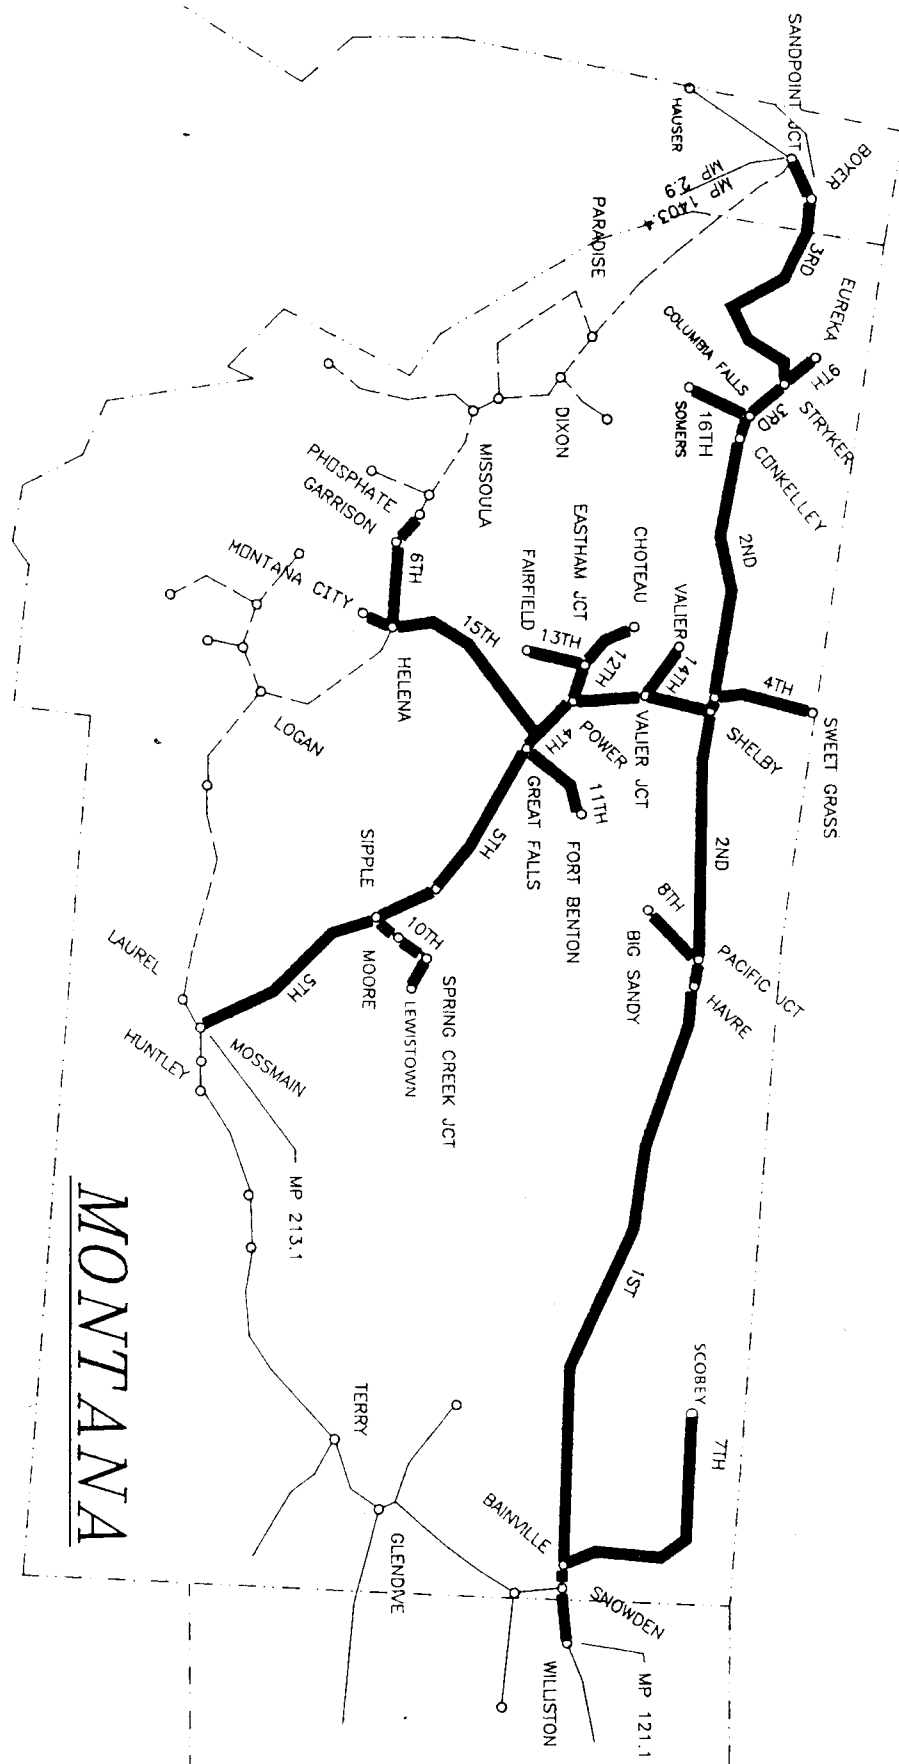 SANDPOINT JCT
BOYER
HAUSER
MP 2.9
MP 1403.4
3RD
PARADISE
EUREKA
9TH
COLUMBIA FALLS
STRYKER
3RD
16TH
SOMERS
CONKELLEY
DIXON
MISSOULA
PHOSPHATE
GARRISON
6TH
2ND
MONTANA CITY
15TH
HELENA
LOGAN
EASTHAM JCT
CHOTEAU
FAIRFIELD
13TH
12TH
VALIER
14TH
4TH
SWEET GRASS
SHELBY
VALIER JCT
POWER
4TH
GREAT FALLS
11TH
FORT BENTON
5TH
2ND
8TH
BIG SANDY
PACIFIC JCT
HAVRE
SIPPLE
MOORE
10TH
SPRING CREEK JCT
LEWISTOWN
5TH
LAUREL
MOSSMAIN
HUNTLEY
MP 213.1
1ST
SCOBEY
7TH
TERRY
GLENDIVE
BAINVILLE
SNOWDEN
WILLISTON
MP 121.1
MONTANA